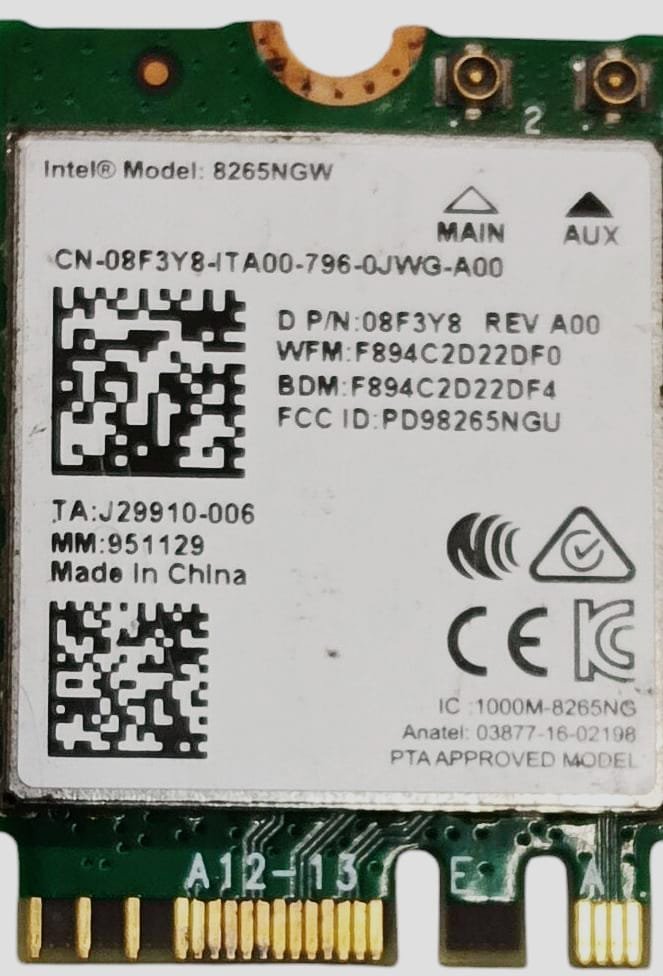 2
Intel® Model: 8265NGW
MAIN AUX
CN-08F3Y8-ITA00-796-0JWG-A00
D P/N:08F3Y8 REV A00
WFM:F894C2D22DF0
BDM:F894C2D22DF4
FCC ID:PD98265NGU
TA:J29910-006
MM:951129
Made in China
CE
IC :1000M-8265NG
Anatel: 03877-16-02198
PTA APPROVED MODEL
A12-13 E A